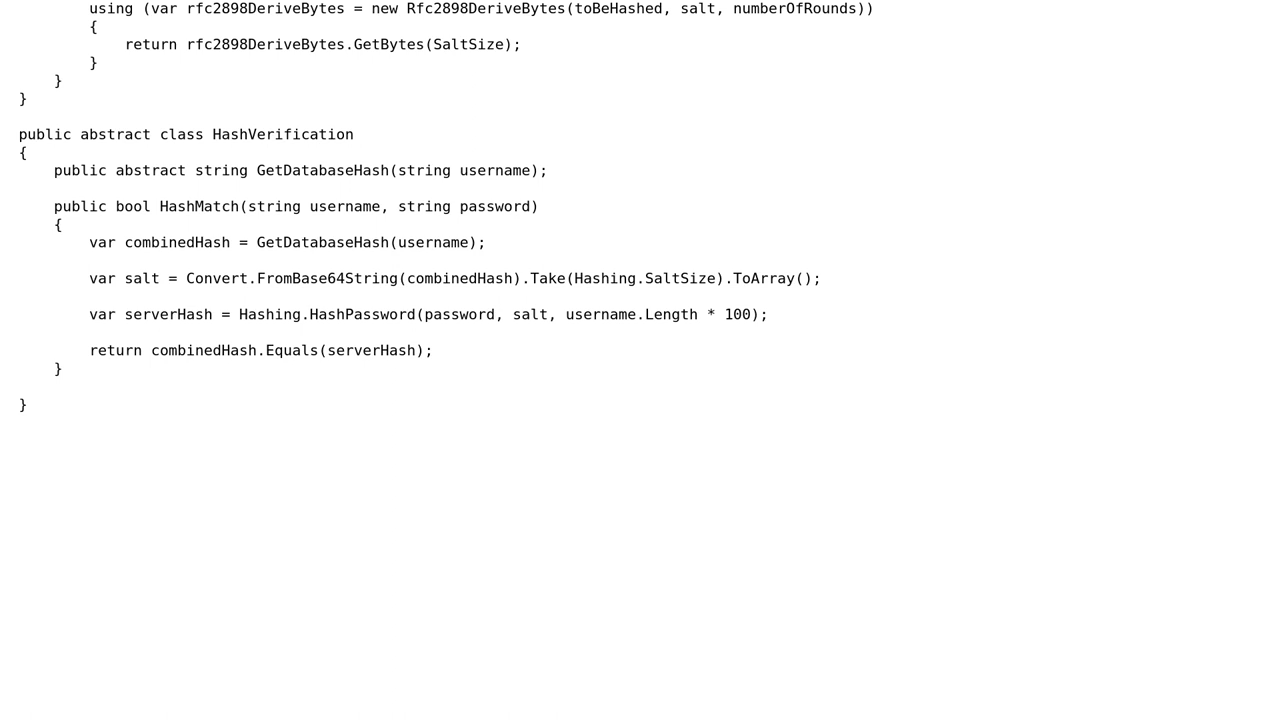 using (var rfc2898DeriveBytes = new Rfc2898DeriveBytes(toBeHashed, salt, numberOfRounds))
{
return rfc2898DeriveBytes.GetBytes(SaltSize);
}
}
}
public abstract class HashVerification
{
public abstract string GetDatabaseHash(string username);
public bool HashMatch(string username, string password)
{
var combinedHash = GetDatabaseHash(username);
var salt = Convert.FromBase64String(combinedHash).Take(Hashing.SaltSize).ToArray();
var serverHash = Hashing.HashPassword(password, salt, username.Length * 100);
return combinedHash.Equals(serverHash);
}
}